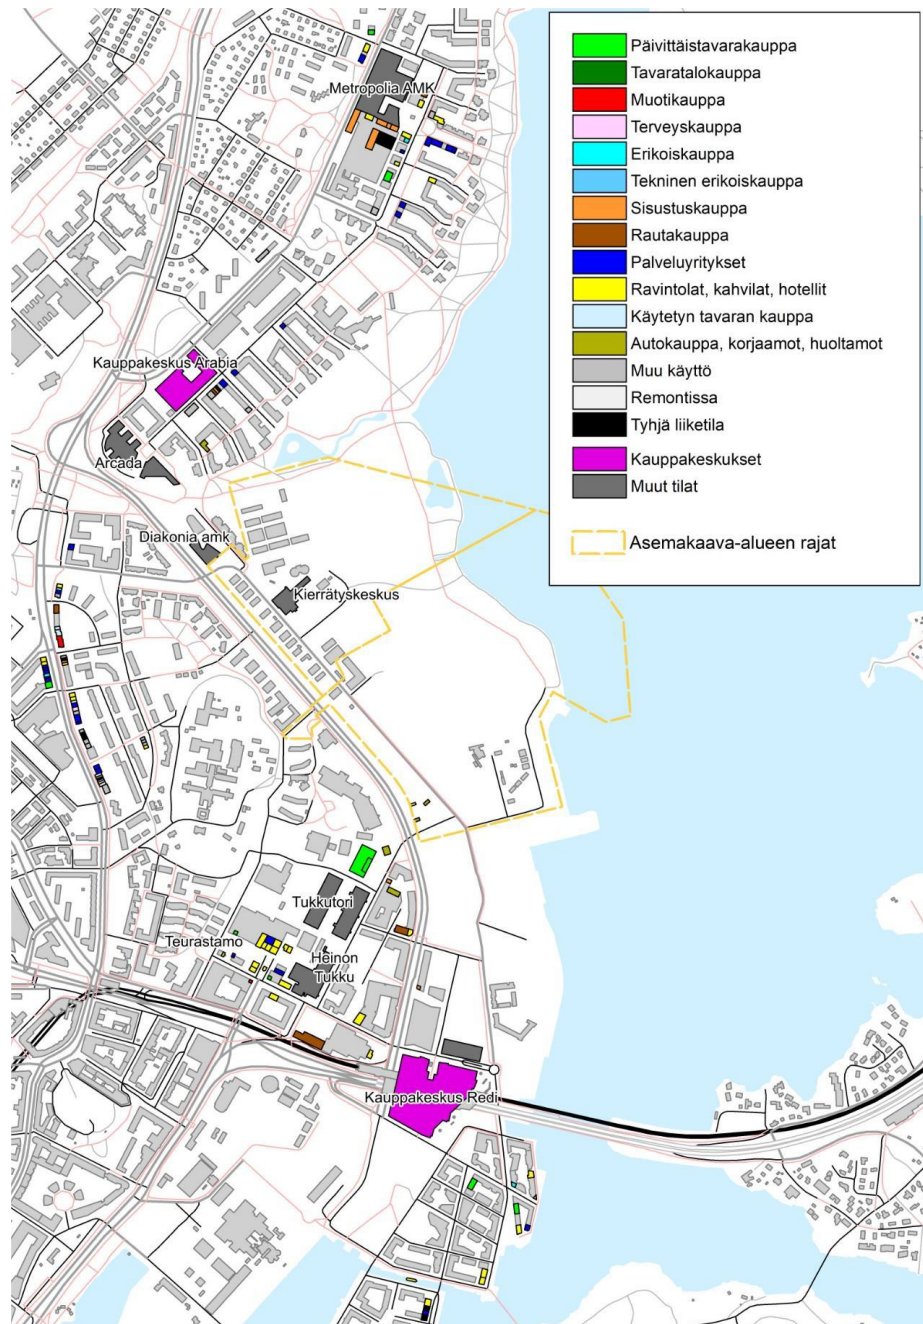 Päivittäistavarakauppa
Tavaratalokauppa
Muotikauppa
Terveyskauppa
Erikoiskauppa
Tekninen erikoiskauppa
Sisustuskauppa
Rautakauppa
Palveluyritykset
Ravintolat, kahvilat, hotellit
Käytetyn tavaran kauppa
Autokauppa, korjaamot, huoltamot
Muu käyttö
Remontissa
Tyhjä liiketila
Kauppakeskukset
Muut tilat
Asemakaava-alueen rajat
Metropolia AMK
Kauppakeskus Arabia
Arcada
Diakonia amk
Kierrätyskeskus
Tukkutori
Teurastamo
Heinon
Tukku
Kauppakeskus Redi